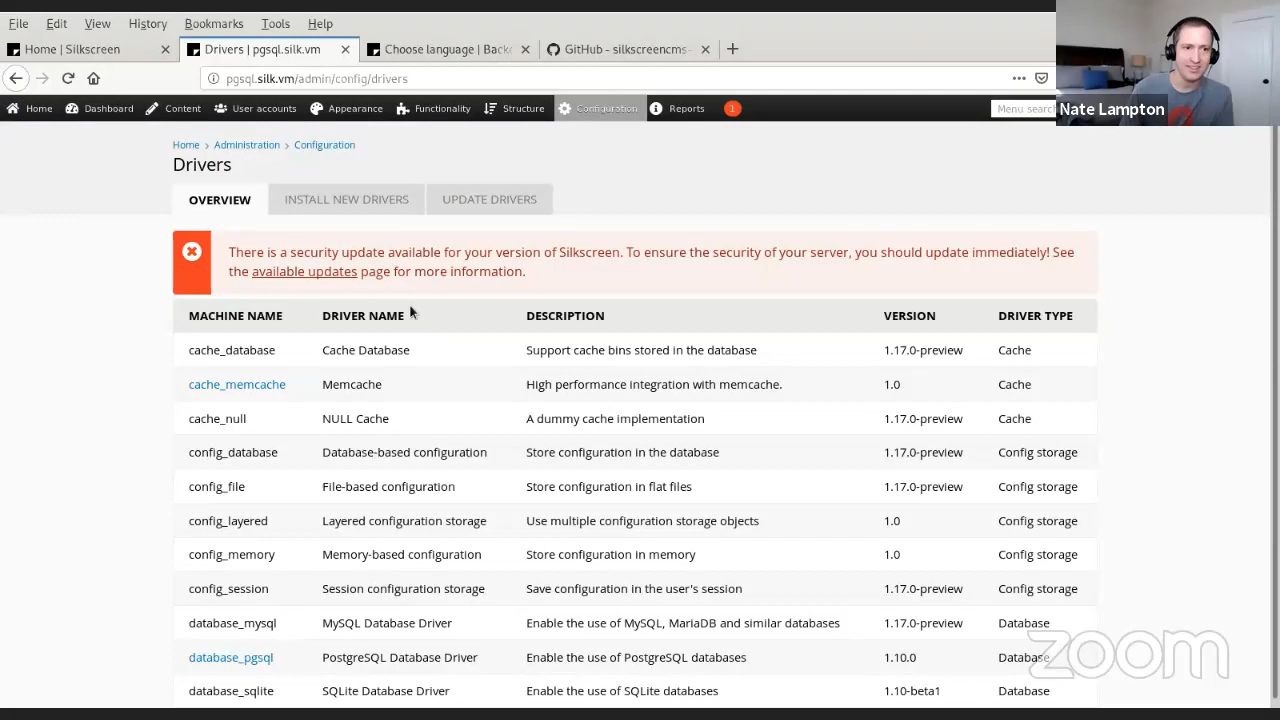 File Edit View History Bookmarks Tools Help
Home | Silkscreen
Drivers | pgsql.silk.vm
Choose language | Back
GitHub - silkscreencms-
pgsql.silk.vm/admin/config/drivers
Home Dashboard Content User accounts Appearance Functionality Structure Configuration Reports 1 Menu search
Nate Lampton
Home › Administration › Configuration
Drivers
OVERVIEW INSTALL NEW DRIVERS UPDATE DRIVERS
There is a security update available for your version of Silkscreen. To ensure the security of your server, you should update immediately! See
the available updates page for more information.
MACHINE NAME DRIVER NAME DESCRIPTION VERSION DRIVER TYPE
cache_database Cache Database Support cache bins stored in the database 1.17.0-preview Cache
cache_memcache Memcache High performance integration with memcache. 1.0 Cache
cache_null NULL Cache A dummy cache implementation 1.17.0-preview Cache
config_database Database-based configuration Store configuration in the database 1.17.0-preview Config storage
config_file File-based configuration Store configuration in flat files 1.17.0-preview Config storage
config_layered Layered configuration storage Use multiple configuration storage objects 1.0 Config storage
config_memory Memory-based configuration Store configuration in memory 1.0 Config storage
config_session Session configuration storage Save configuration in the user's session 1.17.0-preview Config storage
database_mysql MySQL Database Driver Enable the use of MySQL, MariaDB and similar databases 1.17.0-preview Database
database_pgsql PostgreSQL Database Driver Enable the use of PostgreSQL databases 1.10.0 Database
database_sqlite SQLite Database Driver Enable the use of SQLite databases 1.10-beta1 Database
zoom